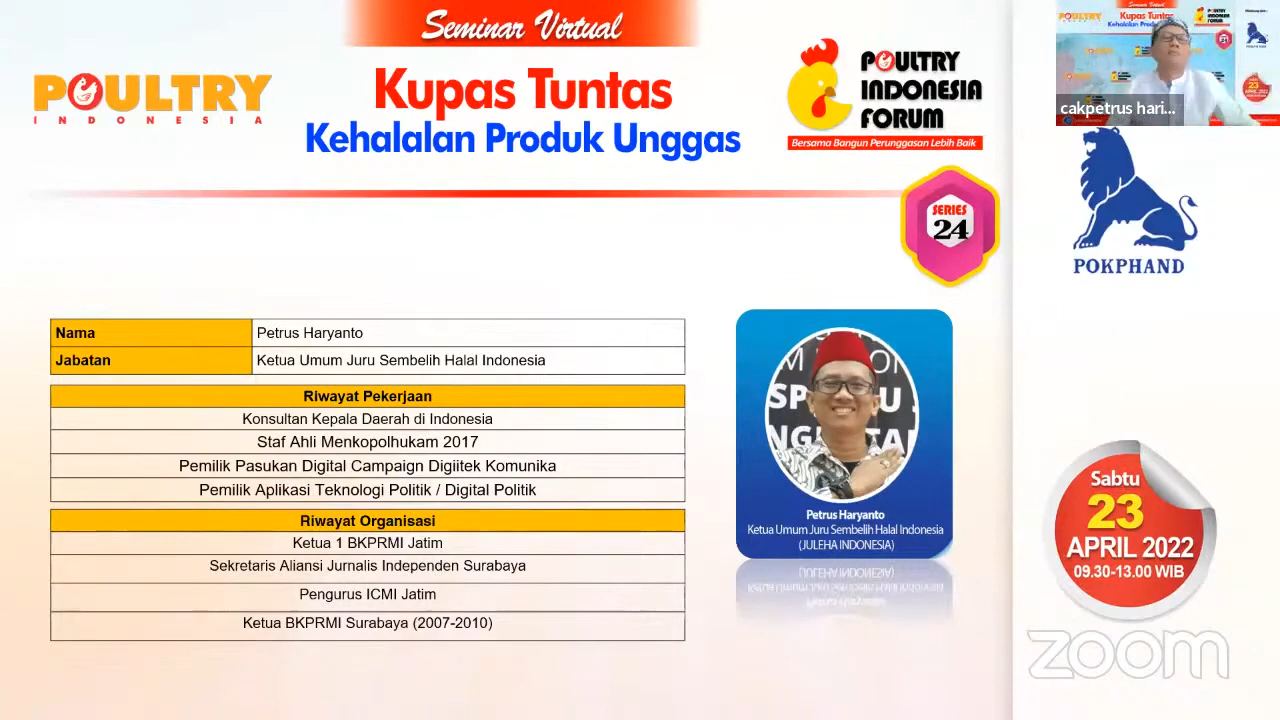 Seminar Virtual
POULTRY
INDONESIA
Kupas Tuntas
Kehalalan Produk Unggas
POULTRY
INDONESIA
FORUM
Bersama Bangun Perunggasan Lebih Baik
SERIES
24
cakpetrus hari...
POKPHAND
Nama Petrus Haryanto
Jabatan Ketua Umum Juru Sembelih Halal Indonesia
Riwayat Pekerjaan
Konsultan Kepala Daerah di Indonesia
Staf Ahli Menkopolhukam 2017
Pemilik Pasukan Digital Campaign Digiitek Komunika
Pemilik Aplikasi Teknologi Politik / Digital Politik
Riwayat Organisasi
Ketua 1 BKPRMI Jatim
Sekretaris Aliansi Jurnalis Independen Surabaya
Pengurus ICMI Jatim
Ketua BKPRMI Surabaya (2007-2010)
Petrus Haryanto
Ketua Umum Juru Sembelih Halal Indonesia
(JULEHA INDONESIA)
Sabtu
23
APRIL 2022
09.30-13.00 WIB
zoom